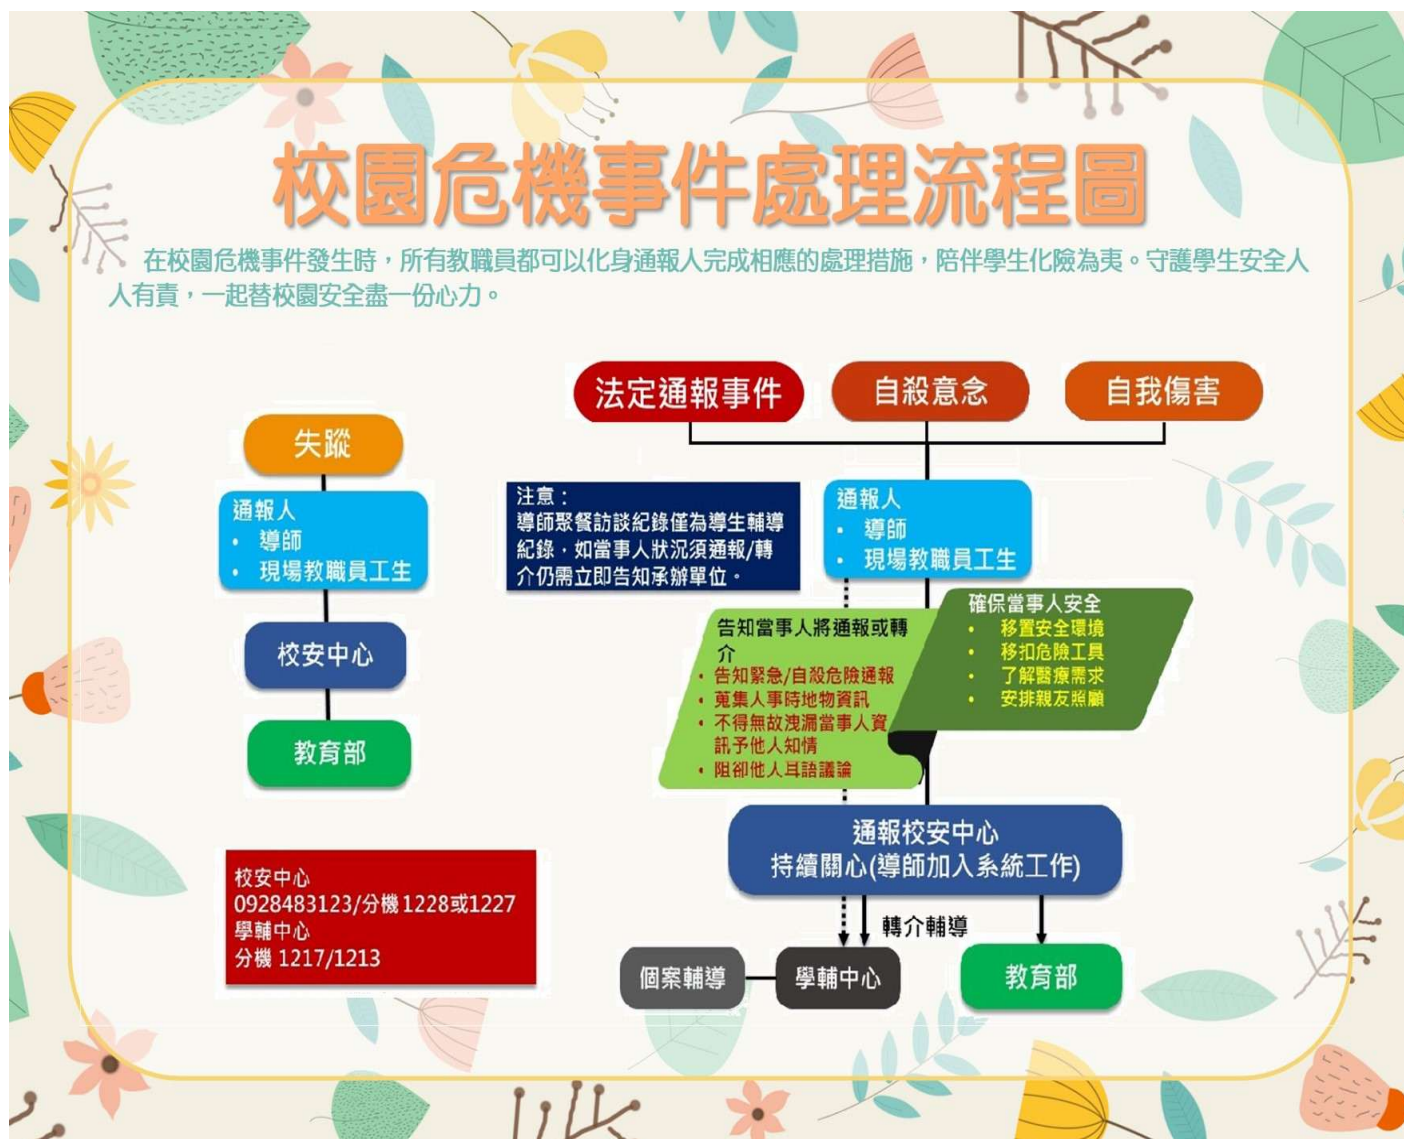 校園危機事件處理流程圖
在校園危機事件發生時，所有教職員都可以化身通報人完成相應的處理措施，陪伴學生化險為夷。守護學生安全人
人有責，一起替校園安全盡一份心力。
法定通報事件
自殺意念
自我傷害
失蹤
通報人
• 導師
• 現場教職員工生
校安中心
教育部
注意：
導師聚餐訪談紀錄僅為導生輔導
紀錄，如當事人狀況須通報/轉
介仍需立即告知承辦單位。
通報人
• 導師
• 現場教職員工生
告知當事人將通報或轉
介
• 告知緊急/自殺危險通報
• 蒐集人事時地物資訊
• 不得無故洩漏當事人資
訊予他人知情
• 阻卻他人耳語議論
確保當事人安全
• 移置安全環境
• 移扣危險工具
• 了解醫療需求
• 安排親友照顧
通報校安中心
持續關心(導師加入系統工作)
轉介輔導
個案輔導
學輔中心
教育部
校安中心
0928483123/分機 1228或1227
學輔中心
分機 1217/1213